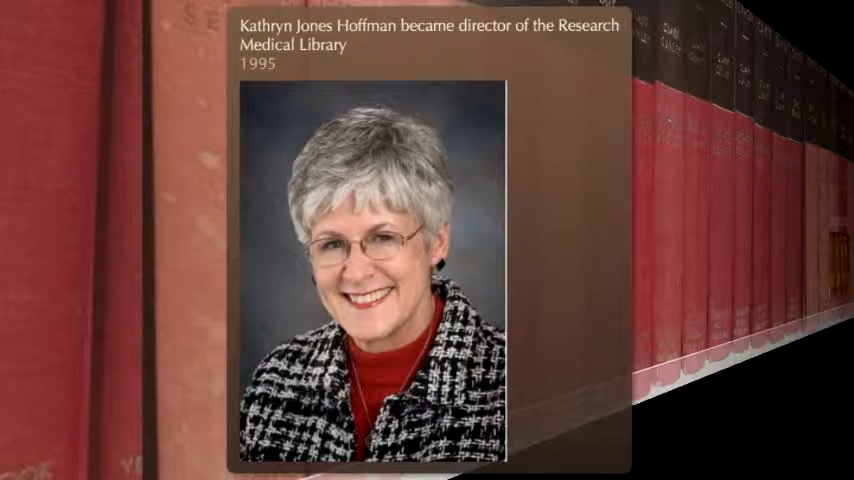 Kathryn Jones Hoffman became director of the Research
Medical Library
1995